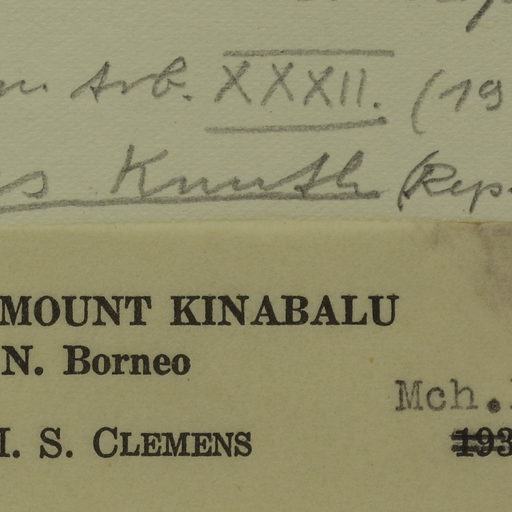 Arb. XXXII. (19
Knuth (Rep.
MOUNT KINABALU
N. Borneo
Mch.
I. S. CLEMENS 193